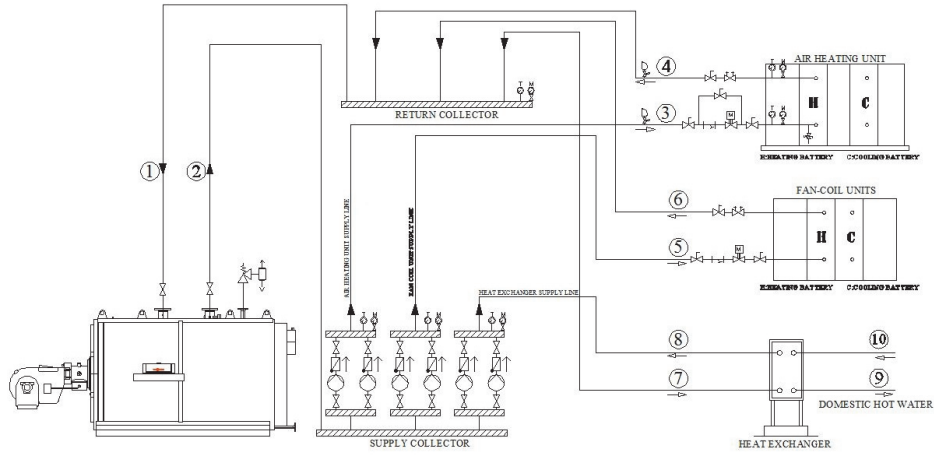 AIR HEATING UNIT
4
T M
T M
H C
RETURN COLLECTOR
3
M
T M
1
2
H:HEATING BATTERY C:COOLING BATTERY
FAN-COIL UNITS
6
H C
5
M
H:HEATING BATTERY C:COOLING BATTERY
AIR HEATING UNIT SUPPLY LINE
FAN COIL UNIT SUPPLY LINE
HEAT EXCHANGER SUPPLY LINE
T M
T M
T M
8
10
7
9
DOMESTIC HOT WATER
SUPPLY COLLECTOR
HEAT EXCHANGER